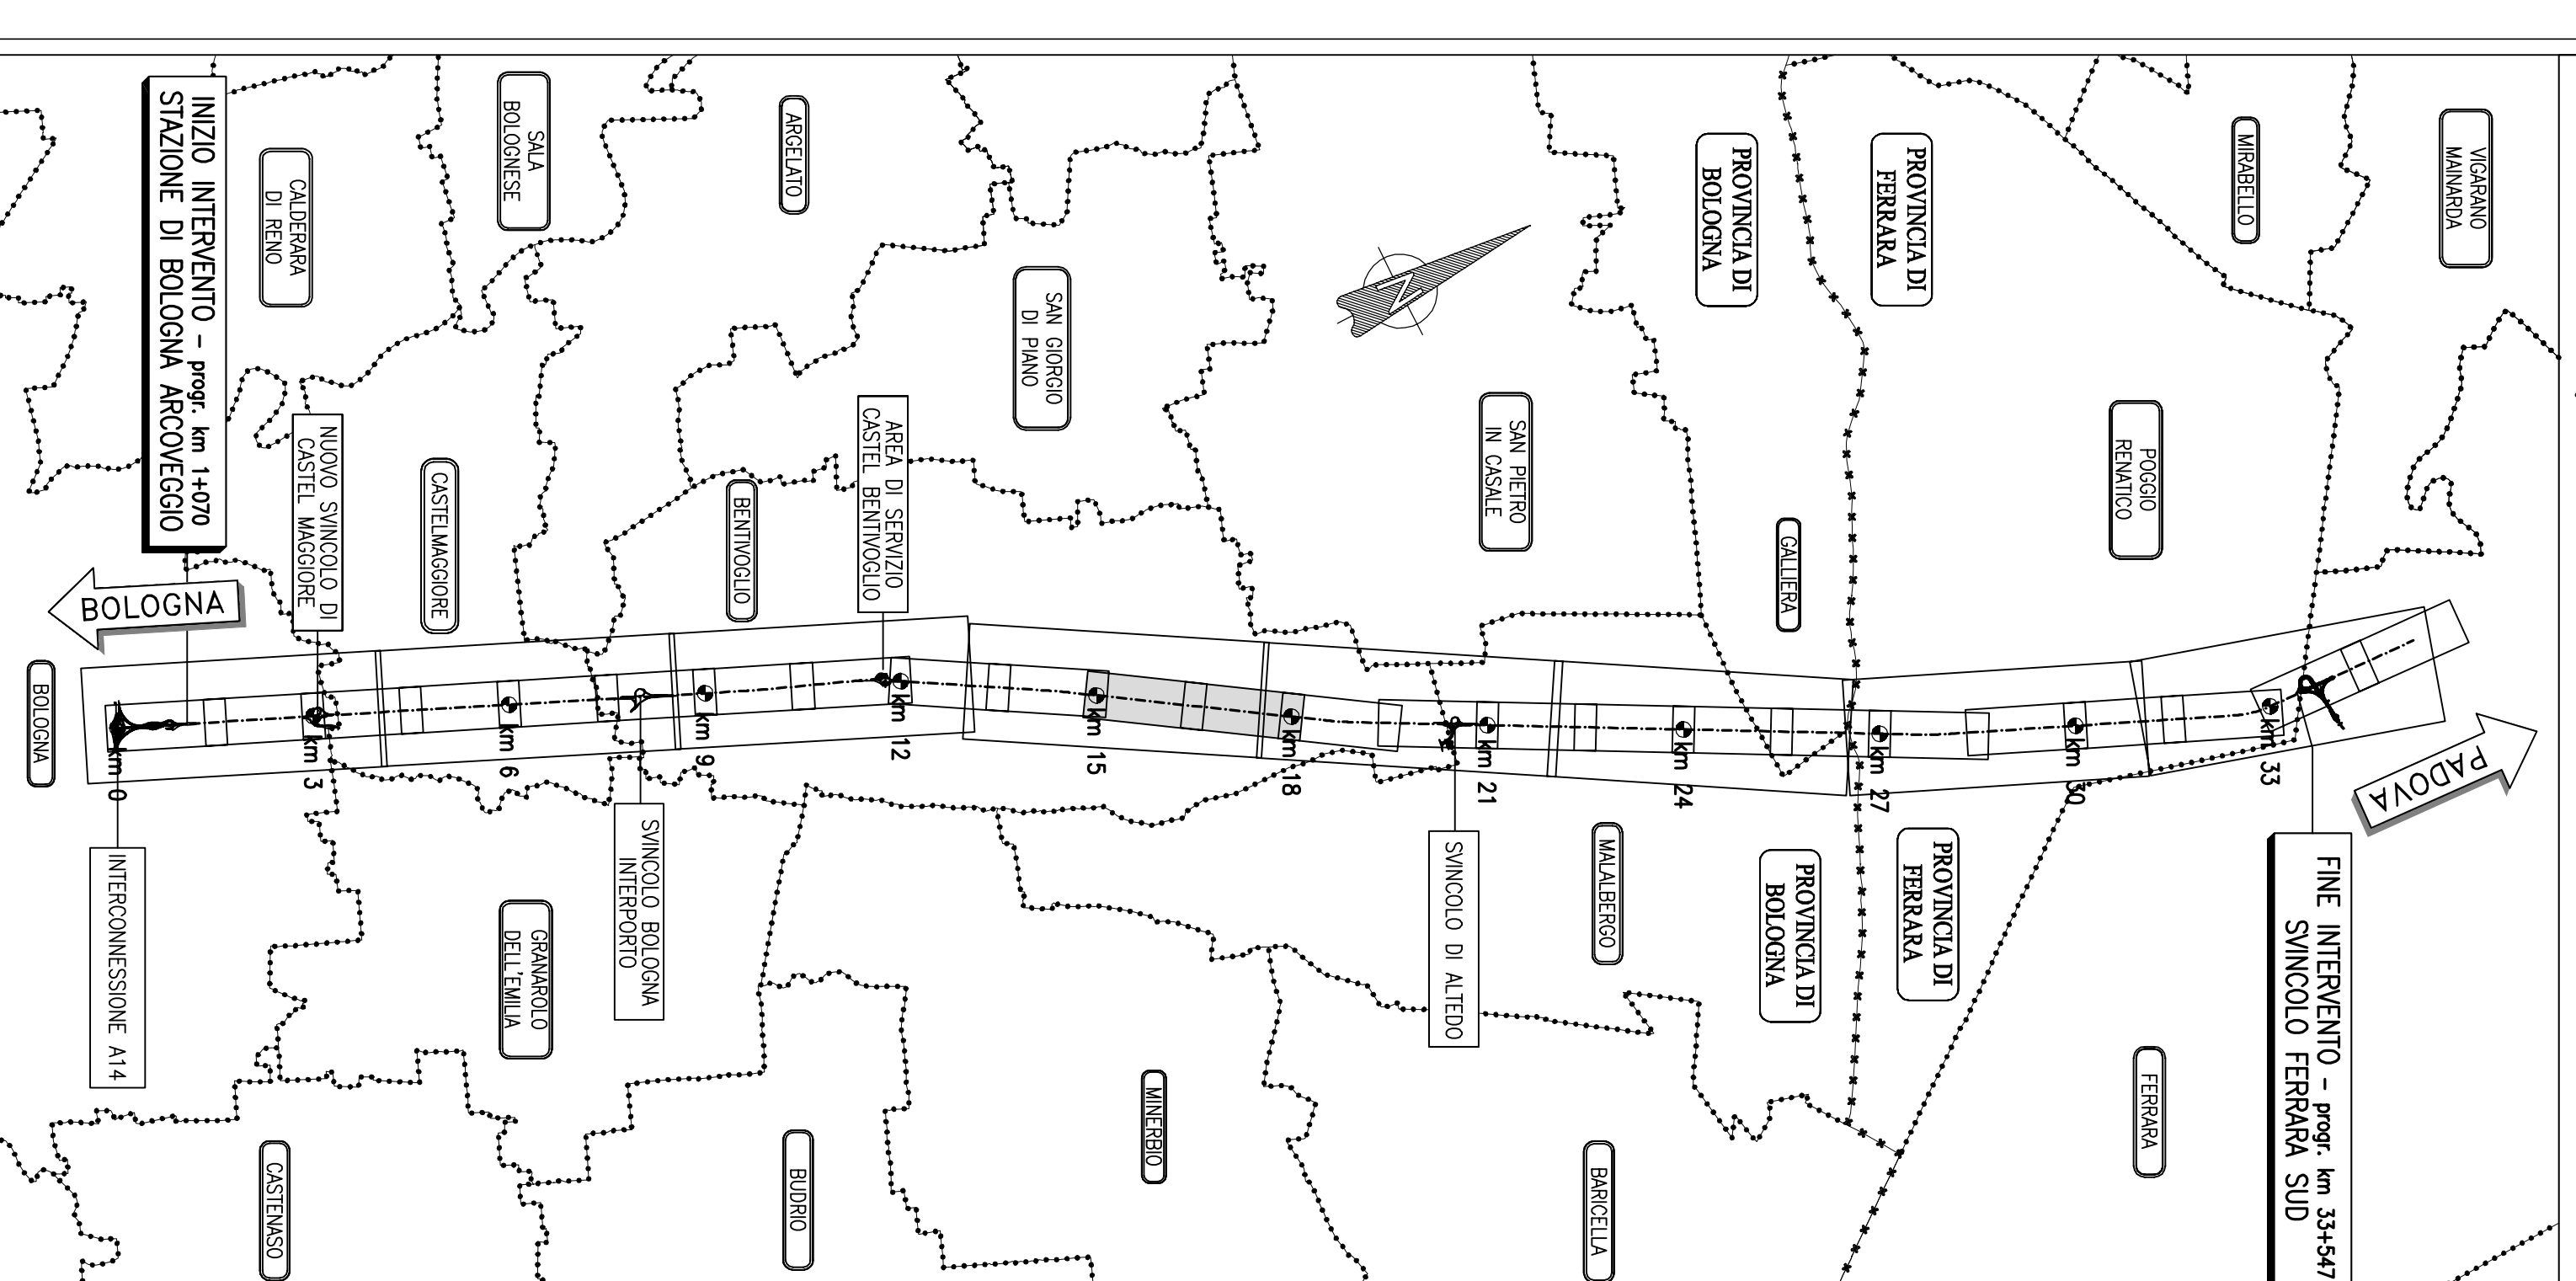 INIZIO INTERVENTO – progr. km 1+070
STAZIONE DI BOLOGNA ARCOVEGGIO
CALDERARA
DI RENO
SALA
BOLOGNESE
ARGELATO
SAN GIORGIO
DI PIANO
PROVINCIA DI
BOLOGNA
PROVINCIA DI
FERRARA
MIRABELLO
VIGARANO
MAINARDA
N
NUOVO SVINCOLO DI
CASTEL MAGGIORE
CASTELMAGGIORE
BENTIVOGLIO
AREA DI SERVIZIO
CASTEL BENTIVOGLIO
SAN PIETRO
IN CASALE
GALLIERA
POGGIO
RENATICO
BOLOGNA
BOLOGNA
km 0
km 3
km 6
km 9
km 12
km 15
km 18
km 21
km 24
km 27
km 30
km 33
PADOVA
INTERCONNESSIONE A14
SVINCOLO BOLOGNA
INTERPORTO
GRANAROLO
DELL'EMILIA
SVINCOLO DI ALTEDO
MALALBERGO
PROVINCIA DI
BOLOGNA
PROVINCIA DI
FERRARA
FINE INTERVENTO – progr. km 33+547
SVINCOLO FERRARA SUD
CASTENASO
BUDRIO
MINERBIO
BARICELLA
FERRARA